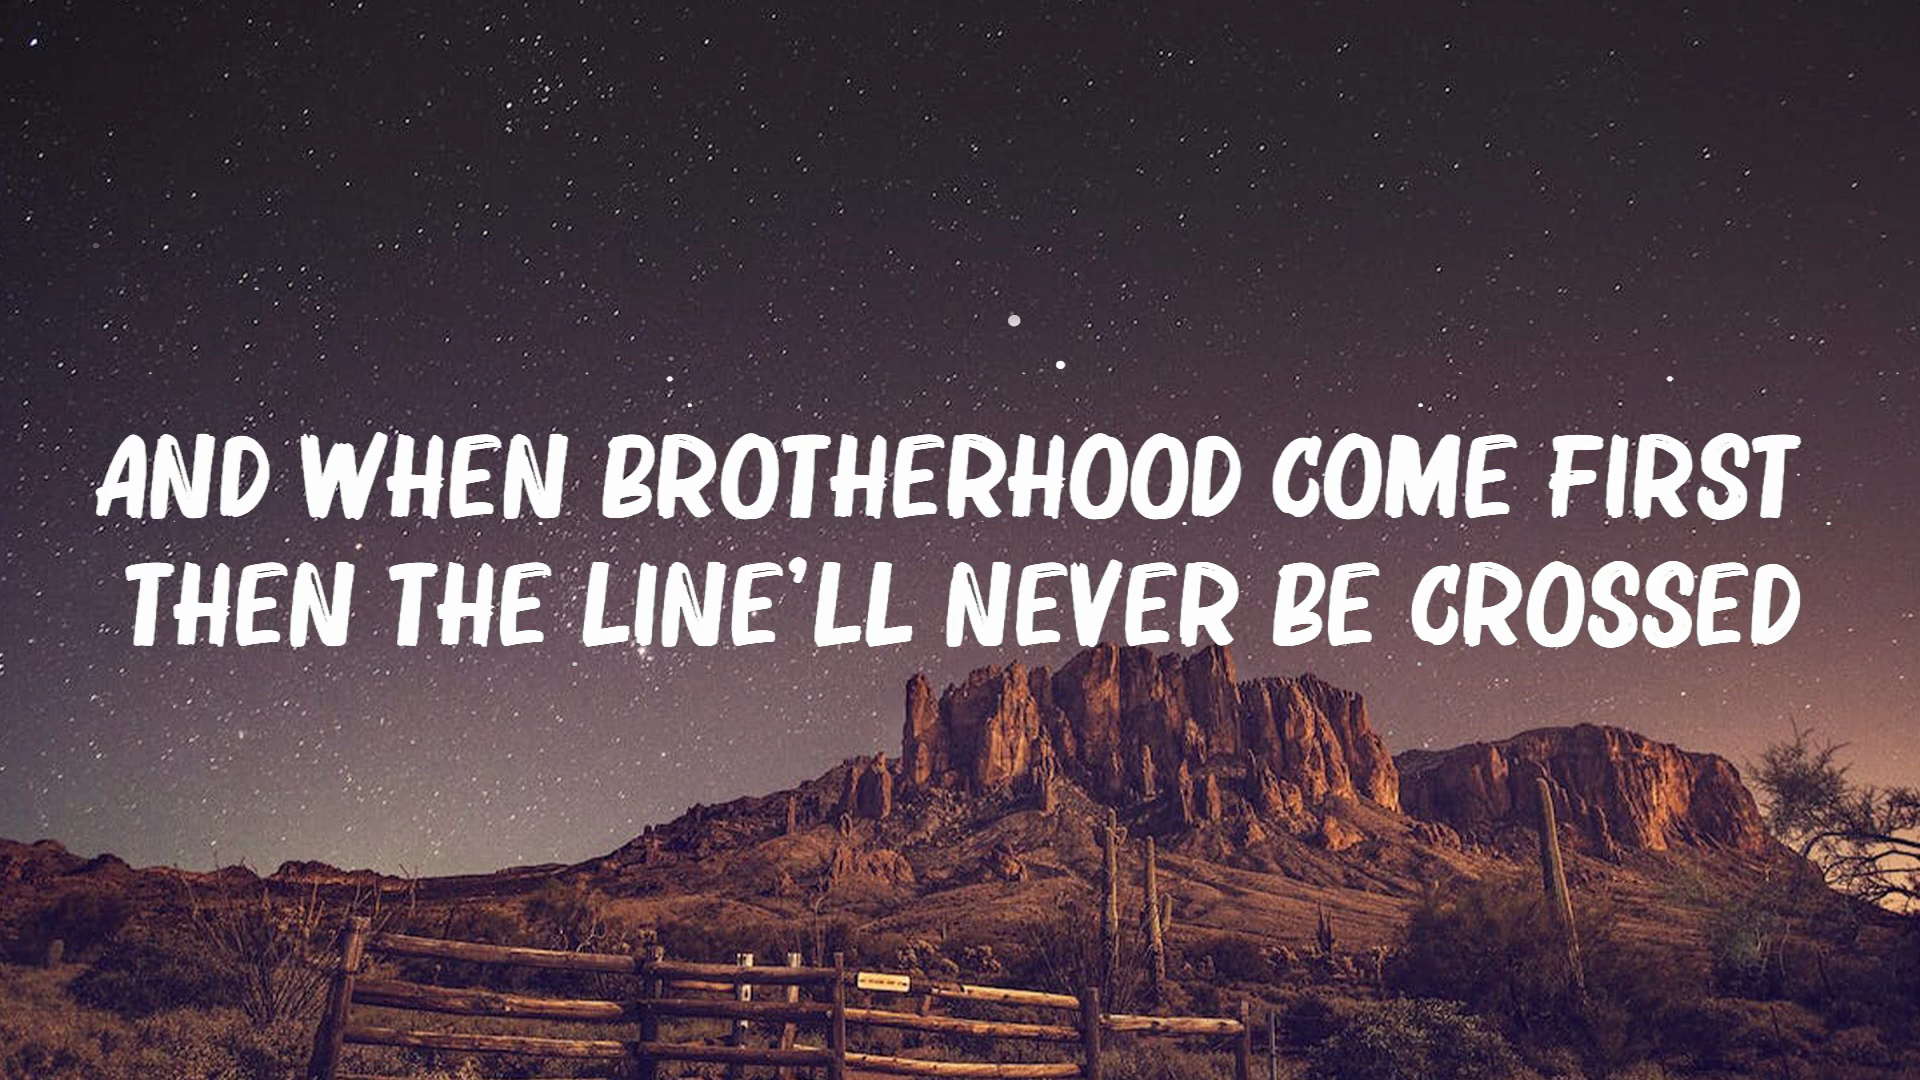 AND WHEN BROTHERHOOD COME FIRST
THEN THE LINE'LL NEVER BE CROSSED